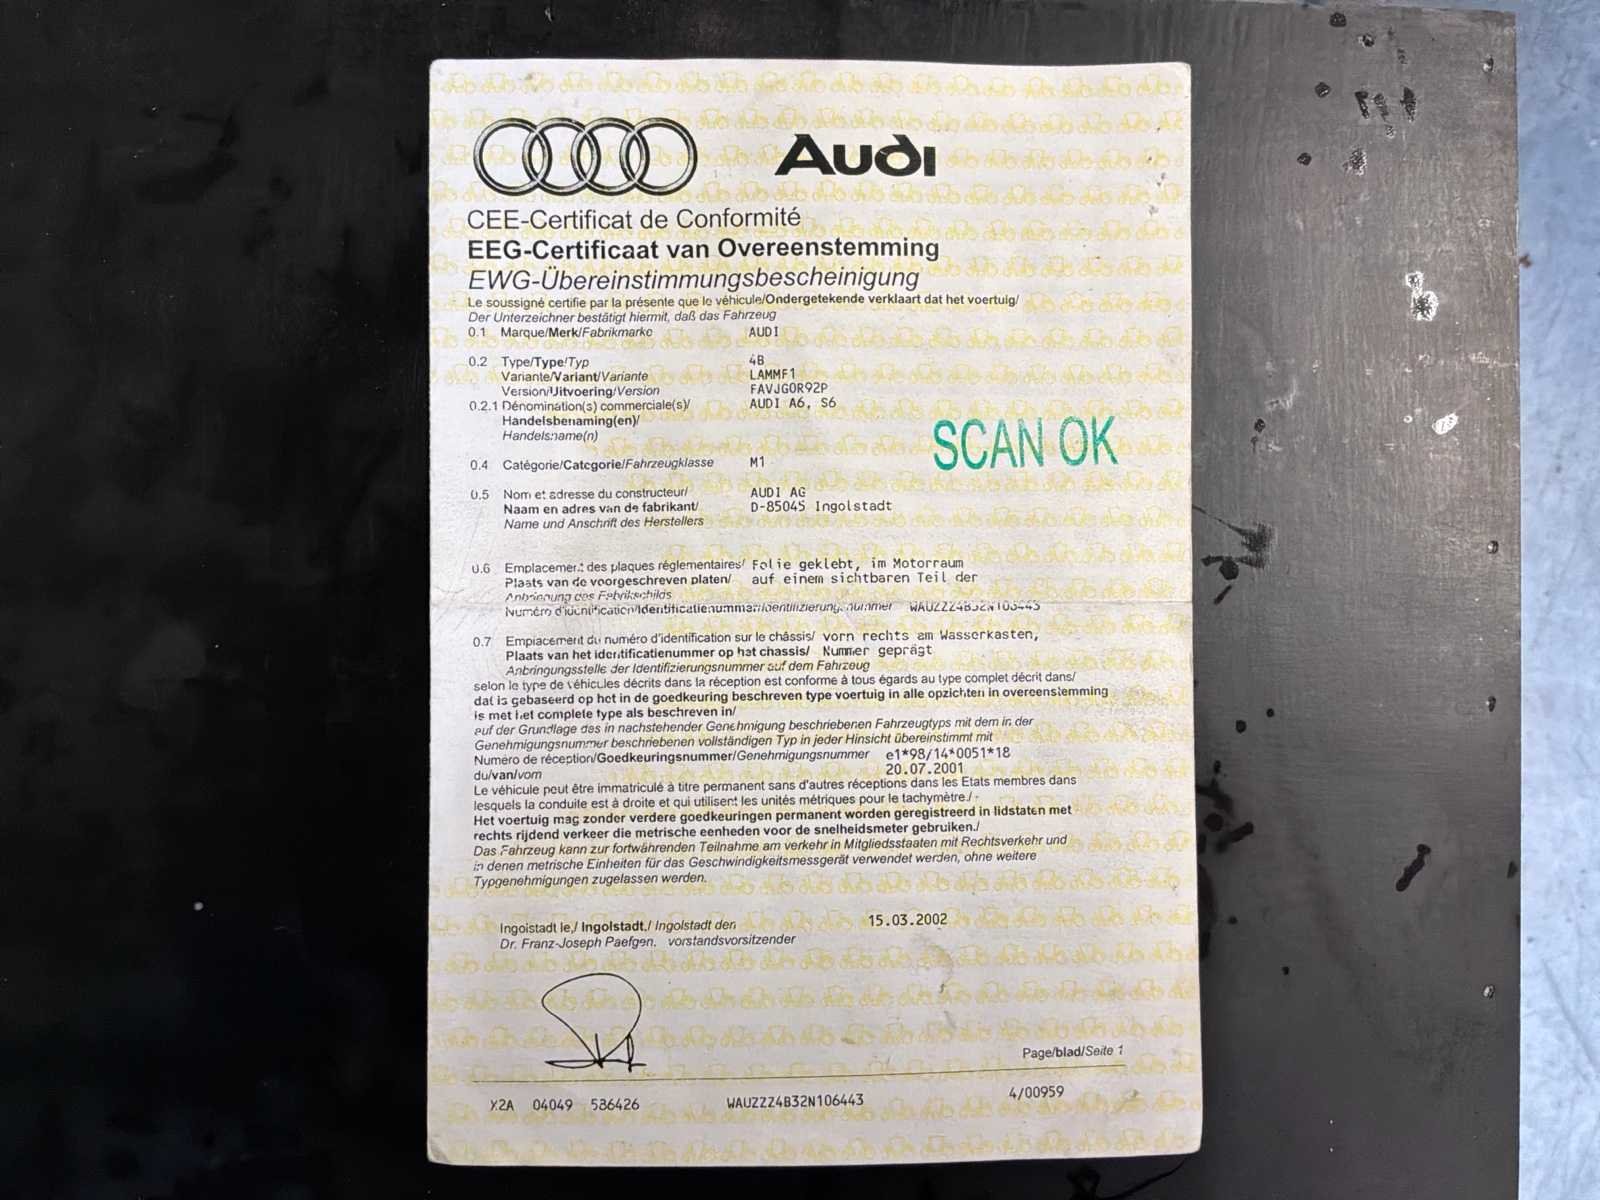 Audi
CEE-Certificat de Conformité
EEG-Certificaat van Overeenstemming
EWG-Übereinstimmungsbescheinigung
Le soussigné certifie par la présente que le véhicule/Ondergetekende verklaart dat het voertuig/
Der Unterzeichner bestätigt hiermit, daß das Fahrzeug
0.1 Marque/Merk/Fabrikmarke AUDI
0.2 Type/Type/Typ 4B
Variante/Variant/Variante LAMMF1
Version/Uitvoering/Version FAVJG0R92P
0.2.1 Dénomination(s) commerciale(s)/ AUDI A6, S6
Handelsbenaming(en)/
Handelsname(n)
SCAN OK
0.4 Catégorie/Categorie/Fahrzeugklasse M1
0.5 Nom et adresse du constructeur/ AUDI AG
Naam en adres van de fabrikant/ D-85045 Ingolstadt
Name und Anschrift des Herstellers
0.6 Emplacement des plaques réglementaires/ Folie geklebt, im Motorraum
Plaats van de voorgeschreven platen/ auf einem sichtbaren Teil der
Anbringung des Fabrikschilds
Numéro d'identification/Identificatienummer/Identifizierungsnummer WAUZZZ4B32N106443
0.7 Emplacement du numéro d'identification sur le châssis/ vorn rechts am Wasserkasten,
Plaats van het identificatienummer op hat chassis/ Nummer geprägt
Anbringungsstelle der Identifizierungsnummer auf dem Fahrzeug
selon le type de véhicules décrits dans la réception est conforme à tous égards au type complet décrit dans/
dat is gebaseerd op het in de goedkeuring beschreven type voertuig in alle opzichten in overeenstemming
is met het complete type als beschreven in/
auf der Grundlage das in nachstehender Genehmigung beschriebenen Fahrzeugtyps mit dem in der
Genehmigungsnummer beschriebenen vollständigen Typ in jeder Hinsicht übereinstimmt mit
Numéro de réception/Goedkeuringsnummer/Genehmigungsnummer e1*98/14*0051*18
du/van/vom 20.07.2001
Le véhicule peut être immatriculé à titre permanent sans d'autres réceptions dans les Etats membres dans
lesquels la conduite est à droite et qui utilisent les unités métriques pour le tachymètre./
Het voertuig mag zonder verdere goedkeuringen permanent worden geregistreerd in lidstaten met
rechts rijdend verkeer die metrische eenheden voor de snelheidsmeter gebruiken./
Das Fahrzeug kann zur fortwährenden Teilnahme am verkehr in Mitgliedsstaaten mit Rechtsverkehr und
in denen metrische Einheiten für das Geschwindigkeitsmessgerät verwendet werden, ohne weitere
Typgenehmigungen zugelassen werden.
Ingolstadt le,/ Ingolstadt,/ Ingolstadt den 15.03.2002
Dr. Franz-Joseph Paefgen, vorstandsvorsitzender
Page/blad/Seite 1
X2A 04049 586426 WAUZZZ4B32N106443 4/00959